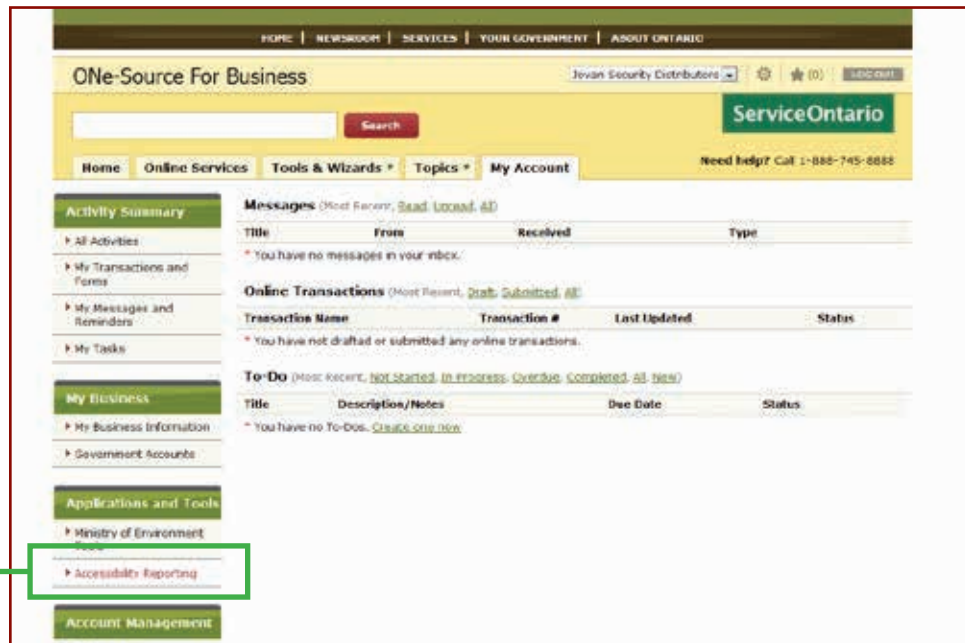 HOME | NEWSROOM | SERVICES | YOUR GOVERNMENT | ABOUT ONTARIO
ONe-Source For Business
Jovan Security Distributors
(0)
LOG OUT
Search
ServiceOntario
Home Online Services Tools & Wizards Topics My Account
Need help? Call 1-888-745-8888
Activity Summary
All Activities
My Transactions and
Forms
My Messages and
Reminders
My Tasks
My Business
My Business Information
Government Accounts
Applications and Tools
Ministry of Environment
Accessibility Reporting
Account Management
Messages (Most Recent, Read, Unread, All)
Title From Received Type
* You have no messages in your inbox.
Online Transactions (Most Recent, Draft, Submitted, All)
Transaction Name Transaction # Last Updated Status
* You have not drafted or submitted any online transactions.
To-Do (Most Recent, Not Started, In Progress, Overdue, Completed, All, New)
Title Description/Notes Due Date Status
* You have no To-Dos. Create one now